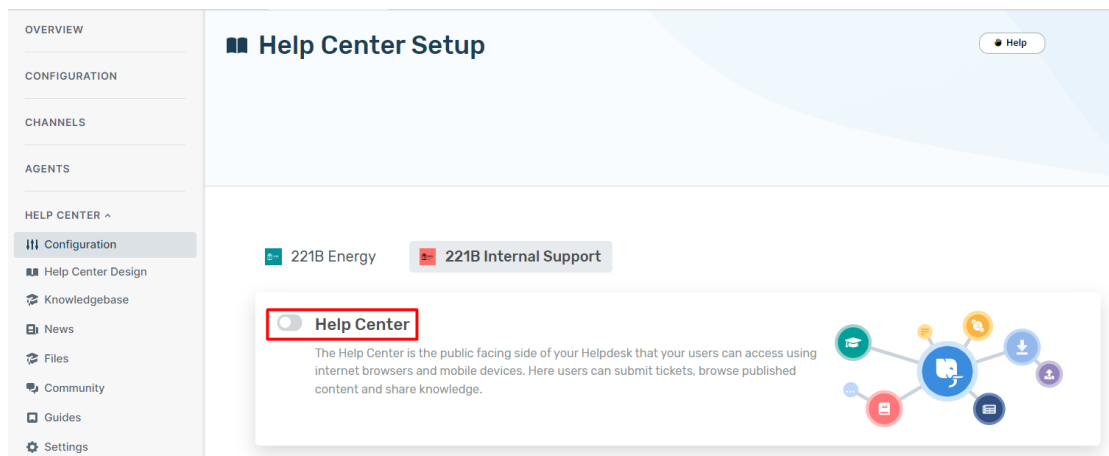 OVERVIEW
CONFIGURATION
CHANNELS
AGENTS
HELP CENTER
Configuration
Help Center Design
Knowledgebase
News
Files
Community
Guides
Settings
Help Center Setup
Help
221B Energy
221B Internal Support
Help Center
The Help Center is the public facing side of your Helpdesk that your users can access using
internet browsers and mobile devices. Here users can submit tickets, browse published
content and share knowledge.